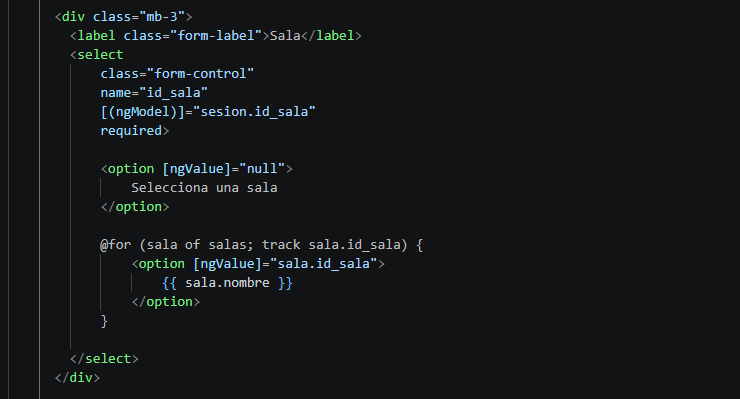 <div class="mb-3">
<label class="form-label">Sala</label>
<select
class="form-control"
name="id_sala"
[(ngModel)]="sesion.id_sala"
required>
<option [ngValue]="null">
Selecciona una sala
</option>
@for (sala of salas; track sala.id_sala) {
<option [ngValue]="sala.id_sala">
{{ sala.nombre }}
</option>
}
</select>
</div>